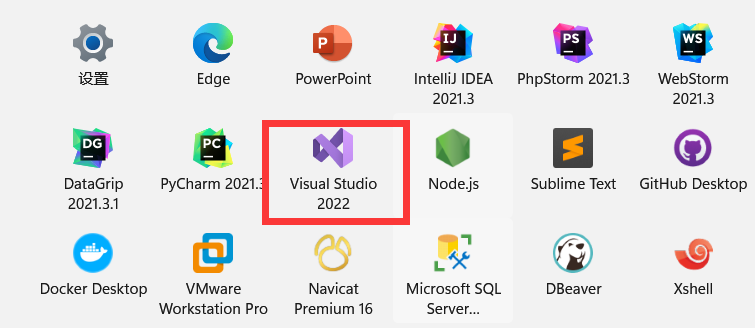 IJ
PS
WS
设置
Edge
PowerPoint
IntelliJ IDEA
2021.3
PhpStorm 2021.3
WebStorm
2021.3
DG
PC
DataGrip
2021.3.1
PyCharm 2021.3
Visual Studio
2022
Node.js
Sublime Text
GitHub Desktop
Docker Desktop
VMware
Workstation Pro
Navicat
Premium 16
Microsoft SQL
Server...
DBeaver
Xshell